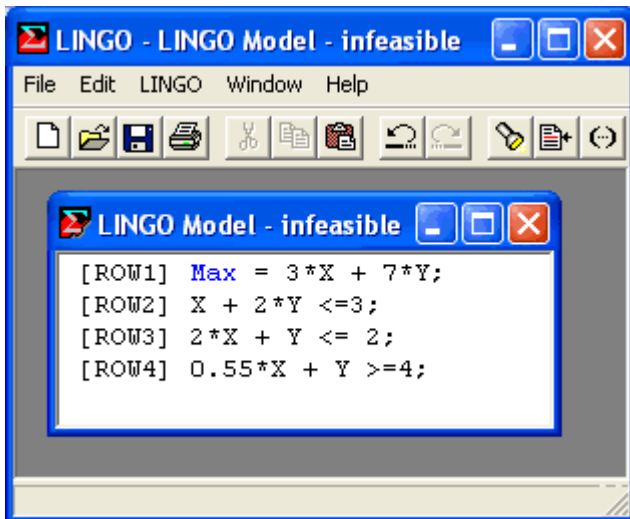 LINGO - LINGO Model - infeasible
File Edit LINGO Window Help
LINGO Model - infeasible
[ROW1] Max = 3*X + 7*Y;
[ROW2] X + 2*Y <=3;
[ROW3] 2*X + Y <= 2;
[ROW4] 0.55*X + Y >=4;